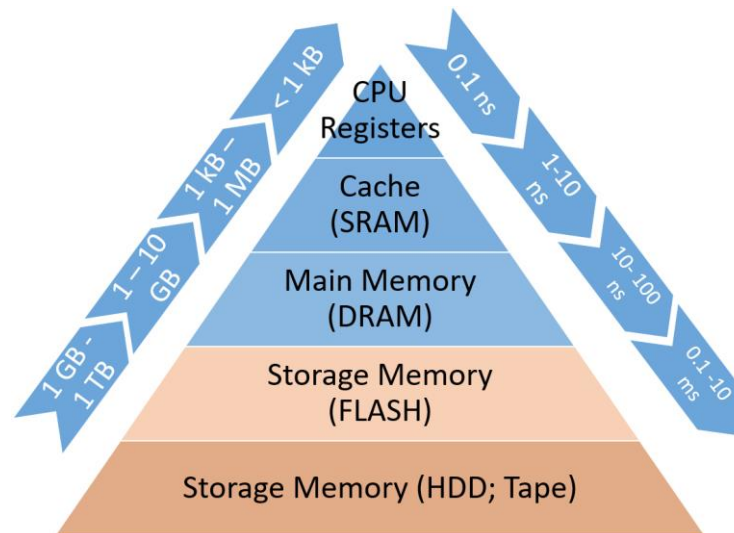 < 1 kB
1 kB –
1 MB
1 – 10
GB
1 GB -
1 TB
CPU
Registers
Cache
(SRAM)
Main Memory
(DRAM)
Storage Memory
(FLASH)
Storage Memory (HDD; Tape)
0.1 ns
1-10
ns
10- 100
ns
0.1 -10
ms